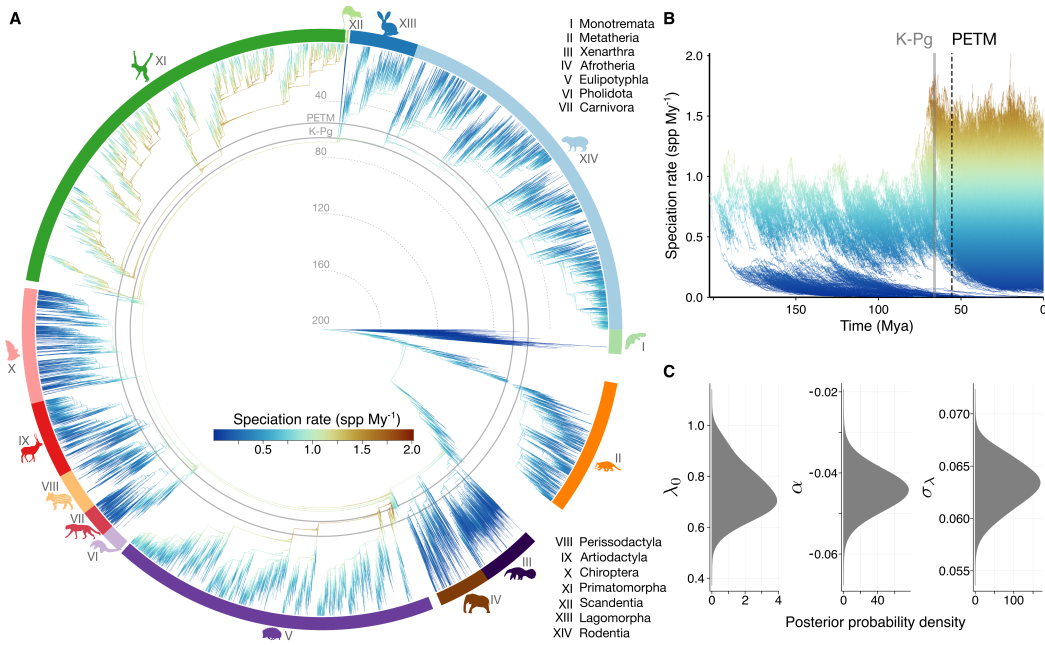 A
XII
XIII
XI
XIV
I Monotremata
II Metatheria
III Xenarthra
IV Afrotheria
V Eulipotyphla
VI Pholidota
VII Carnivora
40
PETM
K-Pg
80
120
160
200
I
II
III
IV
V
VI
VII
VIII
IX
X
Speciation rate (spp My⁻¹)
0.5 1.0 1.5 2.0
VIII Perissodactyla
IX Artiodactyla
X Chiroptera
XI Primatomorpha
XII Scandentia
XIII Lagomorpha
XIV Rodentia
B
K-Pg PETM
Speciation rate (spp My⁻¹)
2.0
1.5
1.0
0.5
0.0
150 100 50 0
Time (Mya)
C
λ₀
1.0
0.8
0.6
0.4
0 2 4
α
-0.02
-0.04
-0.06
0 40
σλ
0.070
0.065
0.060
0.055
0 100
Posterior probability density